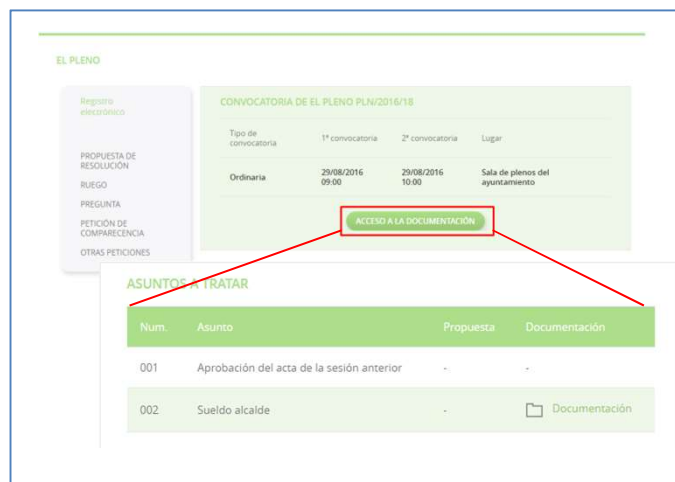 EL PLENO
Registro
electrónico
PROPUESTA DE
RESOLUCIÓN
RUEGO
PREGUNTA
PETICIÓN DE
COMPARECENCIA
OTRAS PETICIONES
CONVOCATORIA DE EL PLENO PLN/2016/18
Tipo de
convocatoria
1ª convocatoria
2ª convocatoria
Lugar
Ordinaria
29/08/2016
09:00
29/08/2016
10:00
Sala de plenos del
ayuntamiento
ACCESO A LA DOCUMENTACIÓN
ASUNTOS A TRATAR
Num. Asunto Propuesta Documentación
001 Aprobación del acta de la sesión anterior - -
002 Sueldo alcalde - Documentación